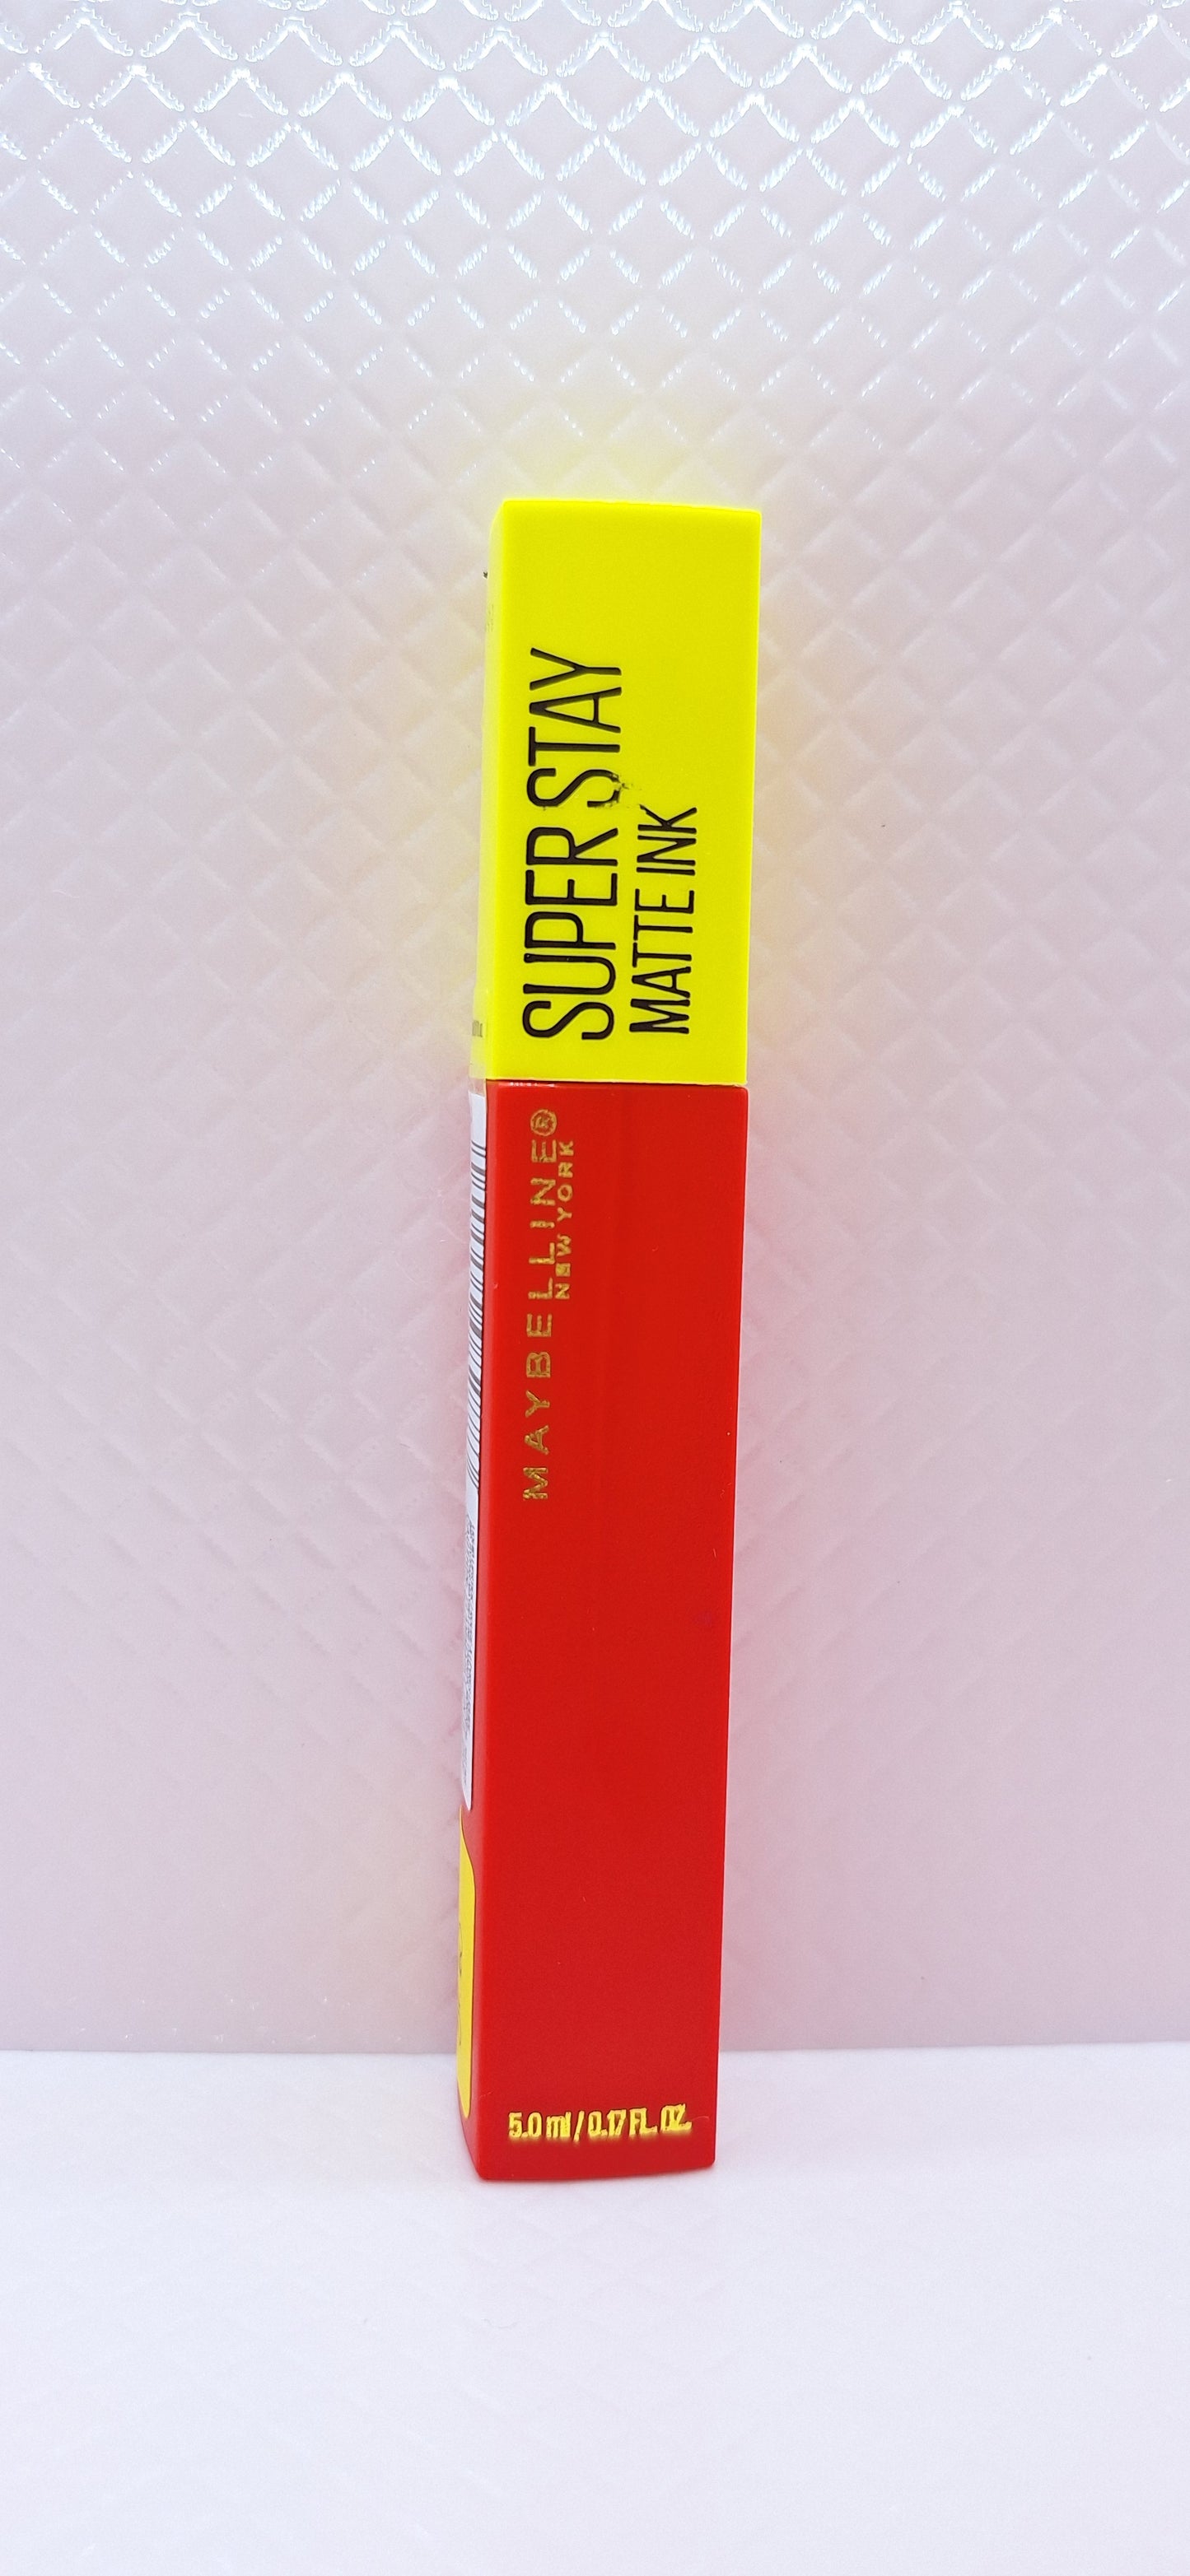 SUPER STAY
MATTE INK
MAYBELLINE®
NEW YORK
5.0 ml / 0.17 FL. OZ.